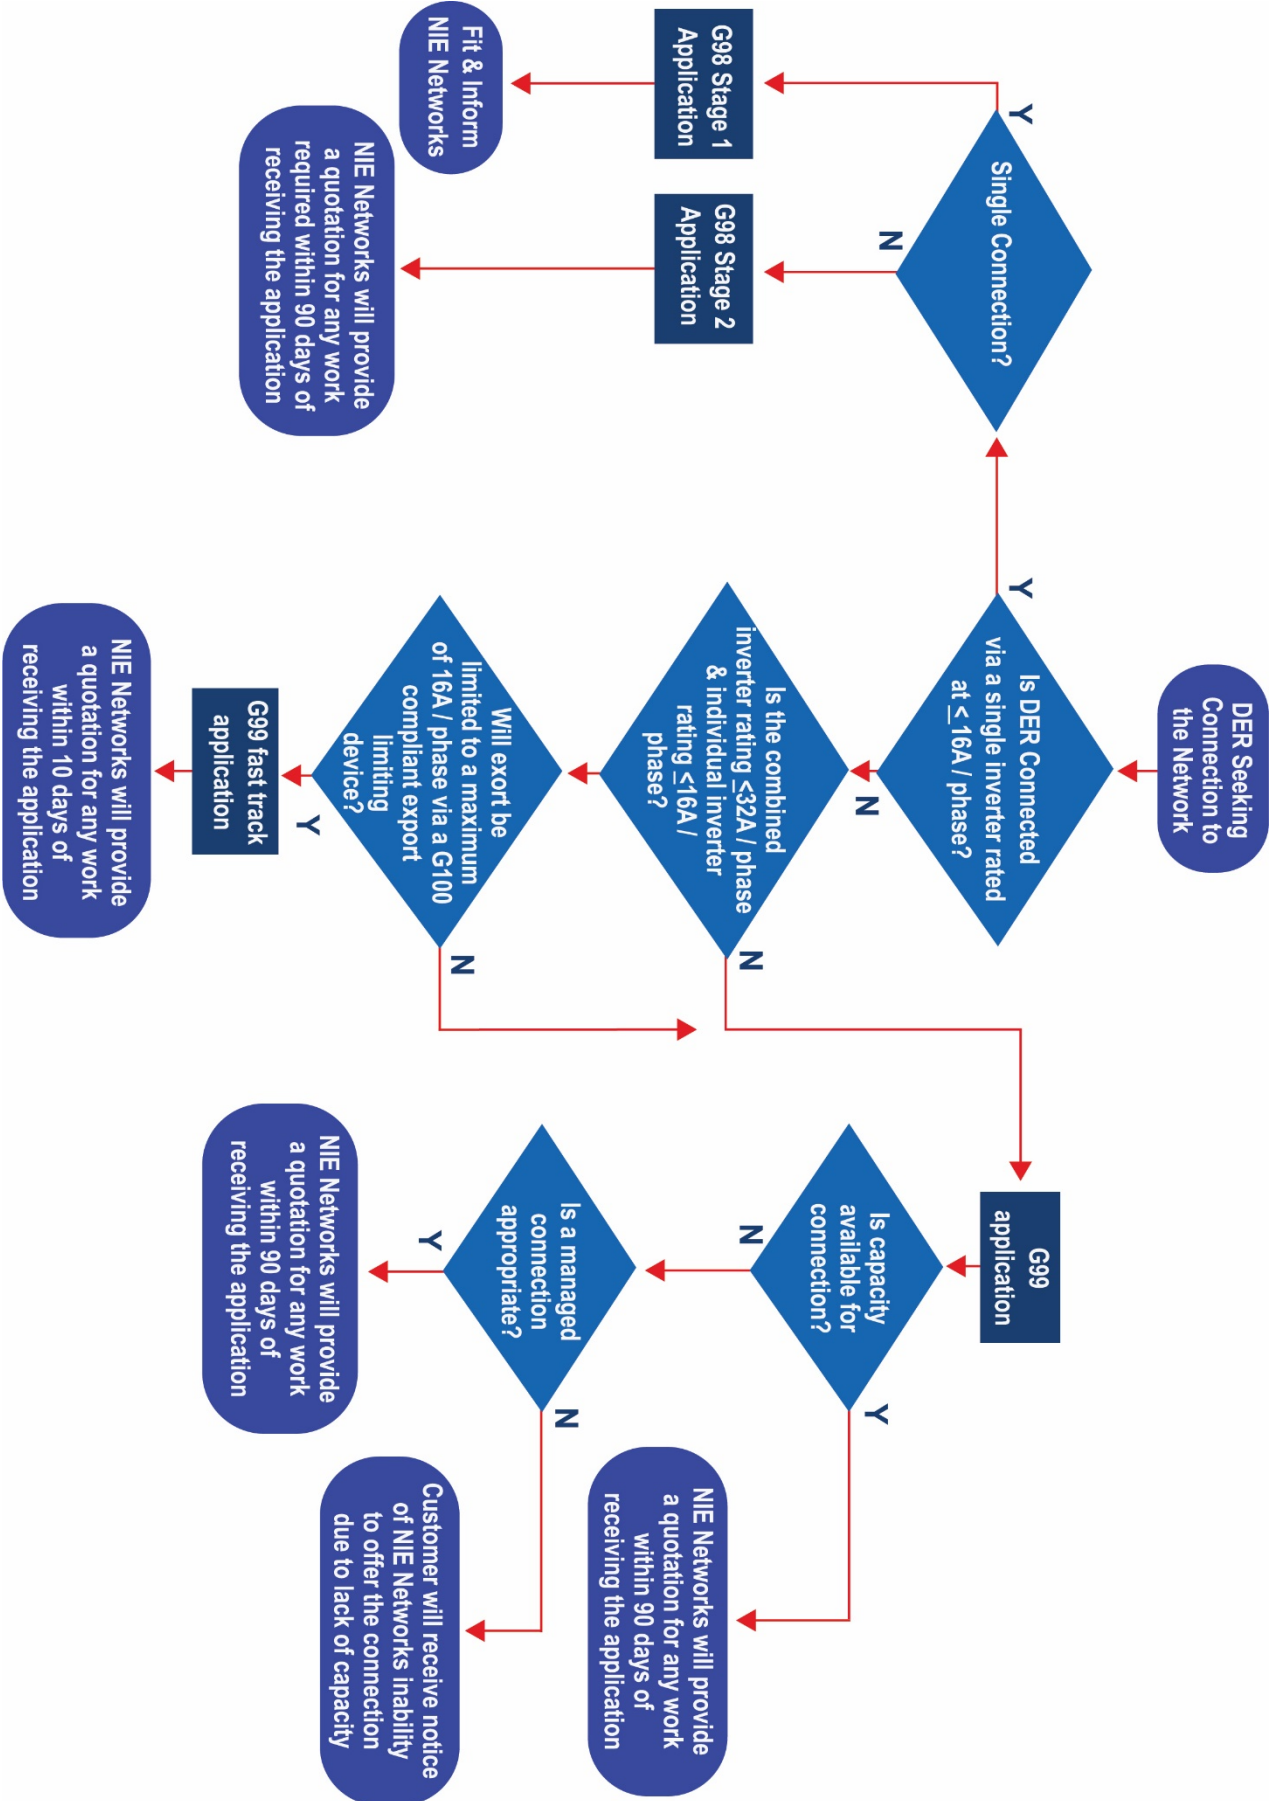 DER Seeking
Connection to
the Network
Y
Is DER Connected
via a single inverter rated
at <_16A / phase?
N
Y
Single Connection?
N
G98 Stage 1
Application
G98 Stage 2
Application
Fit & Inform
NIE Networks
NIE Networks will provide
a quotation for any work
required within 90 days of
receiving the application
Is the combined
inverter rating <32A / phase
& individual inverter
rating <16A /
phase?
N
Will exort be
limited to a maximum
of 16A / phase via a G100
compliant export
limiting
device?
N
Y
G99 fast track
application
NIE Networks will provide
a quotation for any work
within 10 days of
receiving the application
G99
application
Is capacity
available for
connection?
Y
N
Is a managed
connection
appropriate?
N
Y
NIE Networks will provide
a quotation for any work
within 90 days of
receiving the application
NIE Networks will provide
a quotation for any work
within 90 days of
receiving the application
Customer will receive notice
of NIE Networks inability
to offer the connection
due to lack of capacity